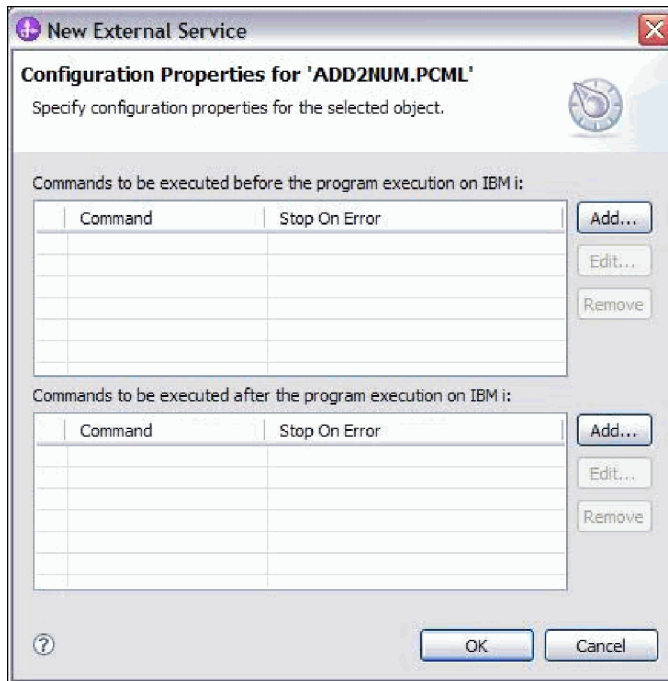 New External Service
Configuration Properties for 'ADD2NUM.PCML'
Specify configuration properties for the selected object.
Commands to be executed before the program execution on IBM i:
Command Stop On Error
Add...
Edit...
Remove
Commands to be executed after the program execution on IBM i:
Command Stop On Error
Add...
Edit...
Remove
?
OK Cancel